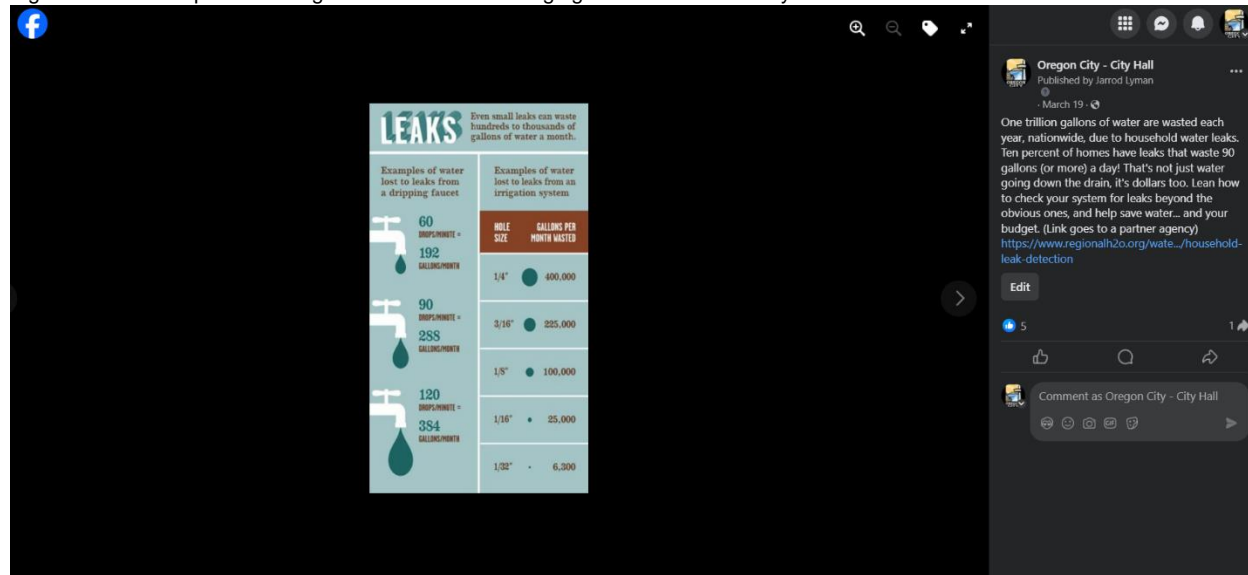 LEAKS
Even small leaks can waste
hundreds to thousands of
gallons of water a month.
Examples of water
lost to leaks from
a dripping faucet
60
DROPS/MINUTE =
192
GALLONS/MONTH
90
DROPS/MINUTE =
288
GALLONS/MONTH
120
DROPS/MINUTE =
384
GALLONS/MONTH
Examples of water
lost to leaks from an
irrigation system
HOLE SIZE GALLONS PER MONTH WASTED
1/4" 400,000
3/16" 225,000
1/8" 100,000
1/16" 25,000
1/32" 6,300
Oregon City - City Hall
Published by Jarrod Lyman
· March 19 ·
One trillion gallons of water are wasted each
year, nationwide, due to household water leaks.
Ten percent of homes have leaks that waste 90
gallons (or more) a day! That's not just water
going down the drain, it's dollars too. Lean how
to check your system for leaks beyond the
obvious ones, and help save water... and your
budget. (Link goes to a partner agency)
https://www.regionalh2o.org/wate.../household-
leak-detection
Edit
5
1
Comment as Oregon City - City Hall